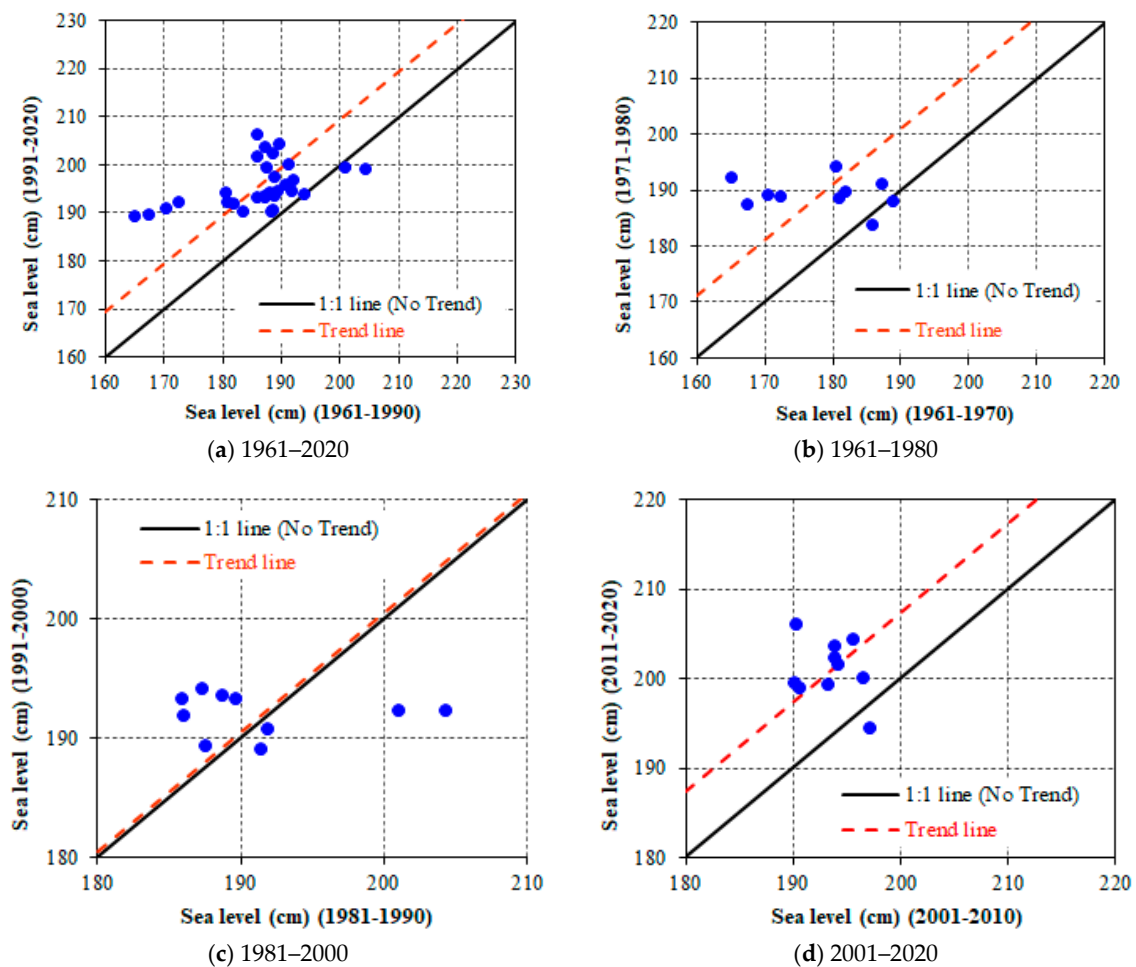 230
220
210
200
190
180
170
160
Sea level (cm) (1991-2020)
1:1 line (No Trend)
Trend line
160 170 180 190 200 210 220 230
Sea level (cm) (1961-1990)
(a) 1961–2020
220
210
200
190
180
170
160
Sea level (cm) (1971-1980)
1:1 line (No Trend)
Trend line
160 170 180 190 200 210 220
Sea level (cm) (1961-1970)
(b) 1961–1980
210
200
190
180
Sea level (cm) (1991-2000)
1:1 line (No Trend)
Trend line
180 190 200 210
Sea level (cm) (1981-1990)
(c) 1981–2000
220
210
200
190
180
Sea level (cm) (2011-2020)
1:1 line (No Trend)
Trend line
180 190 200 210 220
Sea level (cm) (2001-2010)
(d) 2001–2020